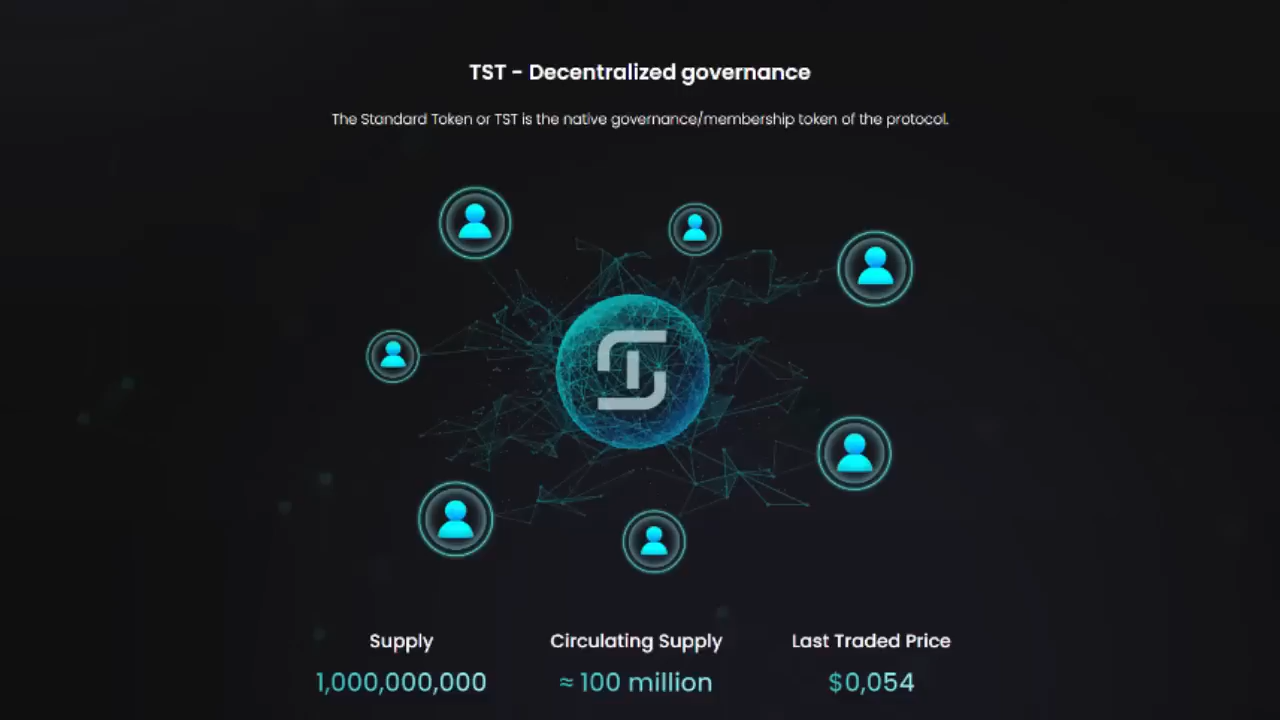 TST - Decentralized governance
The Standard Token or TST is the native governance/membership token of the protocol.
Supply
Circulating Supply
Last Traded Price
1,000,000,000
≈ 100 million
$0,054